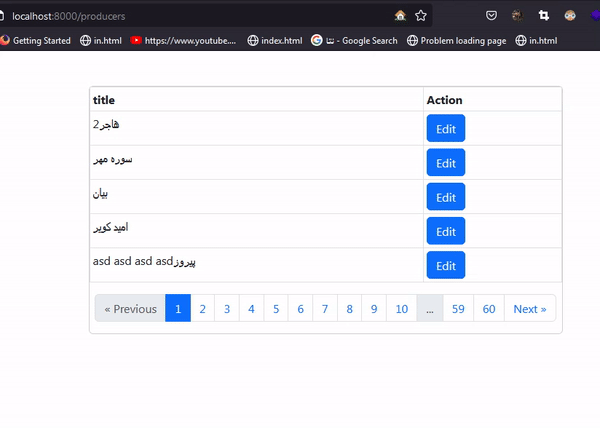 localhost:8000/producers
Getting Started in.html https://www.youtube.... index.html نتنا - Google Search Problem loading page in.html
title Action
هاجر2 Edit
سوره مهر Edit
بیان Edit
امید کویر Edit
asd asd asd asdپیروز Edit
« Previous 1 2 3 4 5 6 7 8 9 10 ... 59 60 Next »